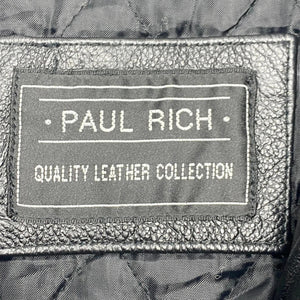 · PAUL RICH ·
QUALITY LEATHER COLLECTION